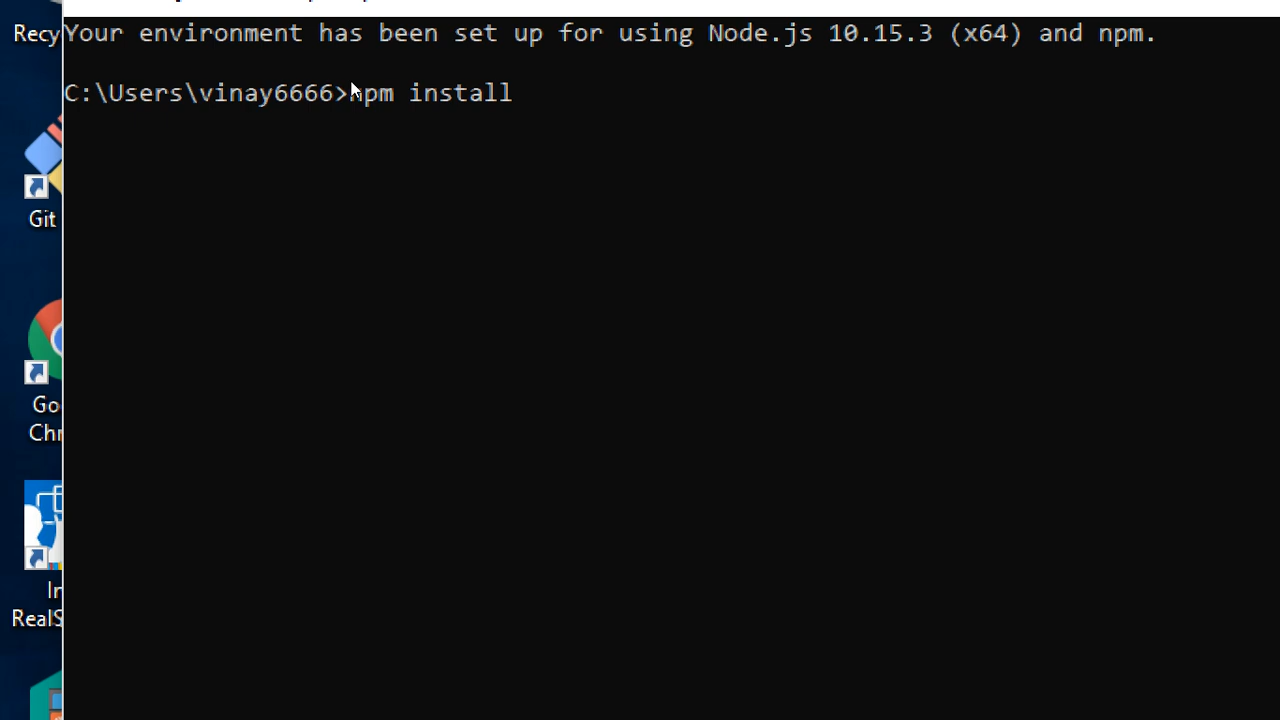 Recy
Your environment has been set up for using Node.js 10.15.3 (x64) and npm.
C:\Users\vinay6666>npm install
Git
Go
Chr
In
RealS